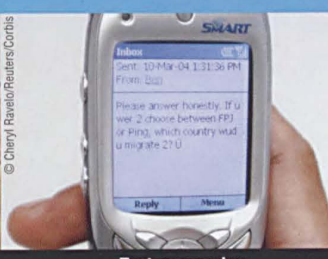 © Cheryl Ravelo/Reuters/Corbis
SMART
Inbox
Sent: 10-Mar-04 1:31:36 PM
From:
Please answer honestly. If u
wer 2 choose between FPJ
or Ping, which country wud
u migrate 2? Ü
Reply Menu